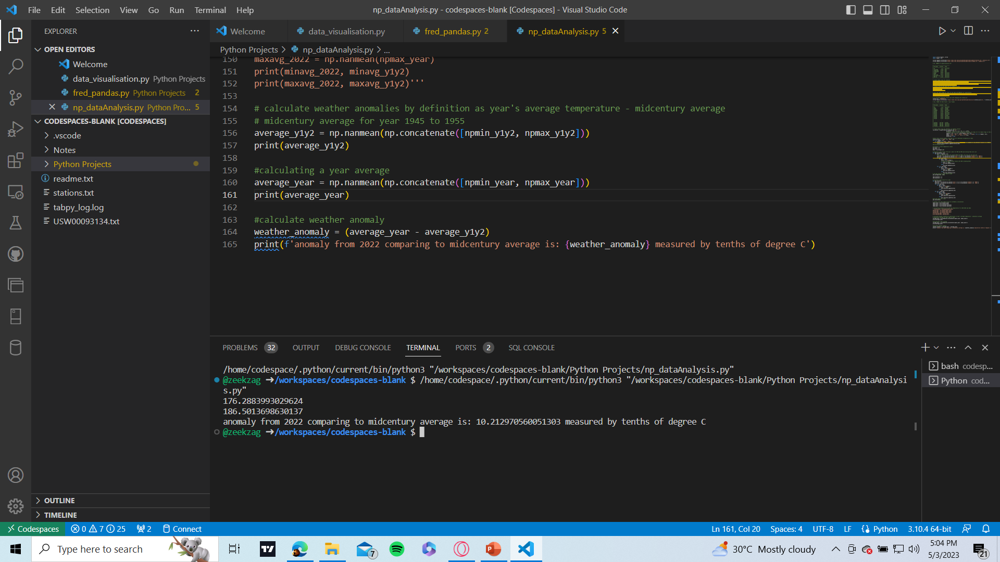 File Edit Selection View Go Run Terminal Help
np_dataAnalysis.py - codespaces-blank [Codespaces] - Visual Studio Code
EXPLORER
OPEN EDITORS
Welcome
data_visualisation.py Python Projects
fred_pandas.py Python Projects 2
np_dataAnalysis.py Python Pro... 5
CODESPACES-BLANK [CODESPACES]
.vscode
Notes
Python Projects
readme.txt
stations.txt
tabpy_log.log
USW00093134.txt
OUTLINE
TIMELINE
Welcome data_visualisation.py fred_pandas.py 2 np_dataAnalysis.py 5
Python Projects > np_dataAnalysis.py > ...
150 maxavg_2022 = np.nanmean(npmax_year)
151 print(minavg_2022, minavg_y1y2)
152 print(maxavg_2022, maxavg_y1y2)'''
153
154 # calculate weather anomalies by definition as year's average temperature - midcentury average
155 # midcentury average for year 1945 to 1955
156 average_y1y2 = np.nanmean(np.concatenate([npmin_y1y2, npmax_y1y2]))
157 print(average_y1y2)
158
159 #calculating a year average
160 average_year = np.nanmean(np.concatenate([npmin_year, npmax_year]))
161 print(average_year)
162
163 #calculate weather anomaly
164 weather_anomaly = (average_year - average_y1y2)
165 print(f'anomaly from 2022 comparing to midcentury average is: {weather_anomaly} measured by tenths of degree C')
PROBLEMS 32 OUTPUT DEBUG CONSOLE TERMINAL PORTS 2 SQL CONSOLE
/home/codespace/.python/current/bin/python3 "/workspaces/codespaces-blank/Python Projects/np_dataAnalysis.py"
@zeekzag ➜/workspaces/codespaces-blank $ /home/codespace/.python/current/bin/python3 "/workspaces/codespaces-blank/Python Projects/np_dataAnalysi
s.py"
176.2883993029624
186.5013698630137
anomaly from 2022 comparing to midcentury average is: 10.212970560051303 measured by tenths of degree C
@zeekzag ➜/workspaces/codespaces-blank $
bash codesp...
Python cod...
Codespaces 0 7 25 2 Connect
Ln 161, Col 20 Spaces: 4 UTF-8 LF Python 3.10.4 64-bit
Type here to search
7
30°C Mostly cloudy
5:04 PM
5/3/2023
21